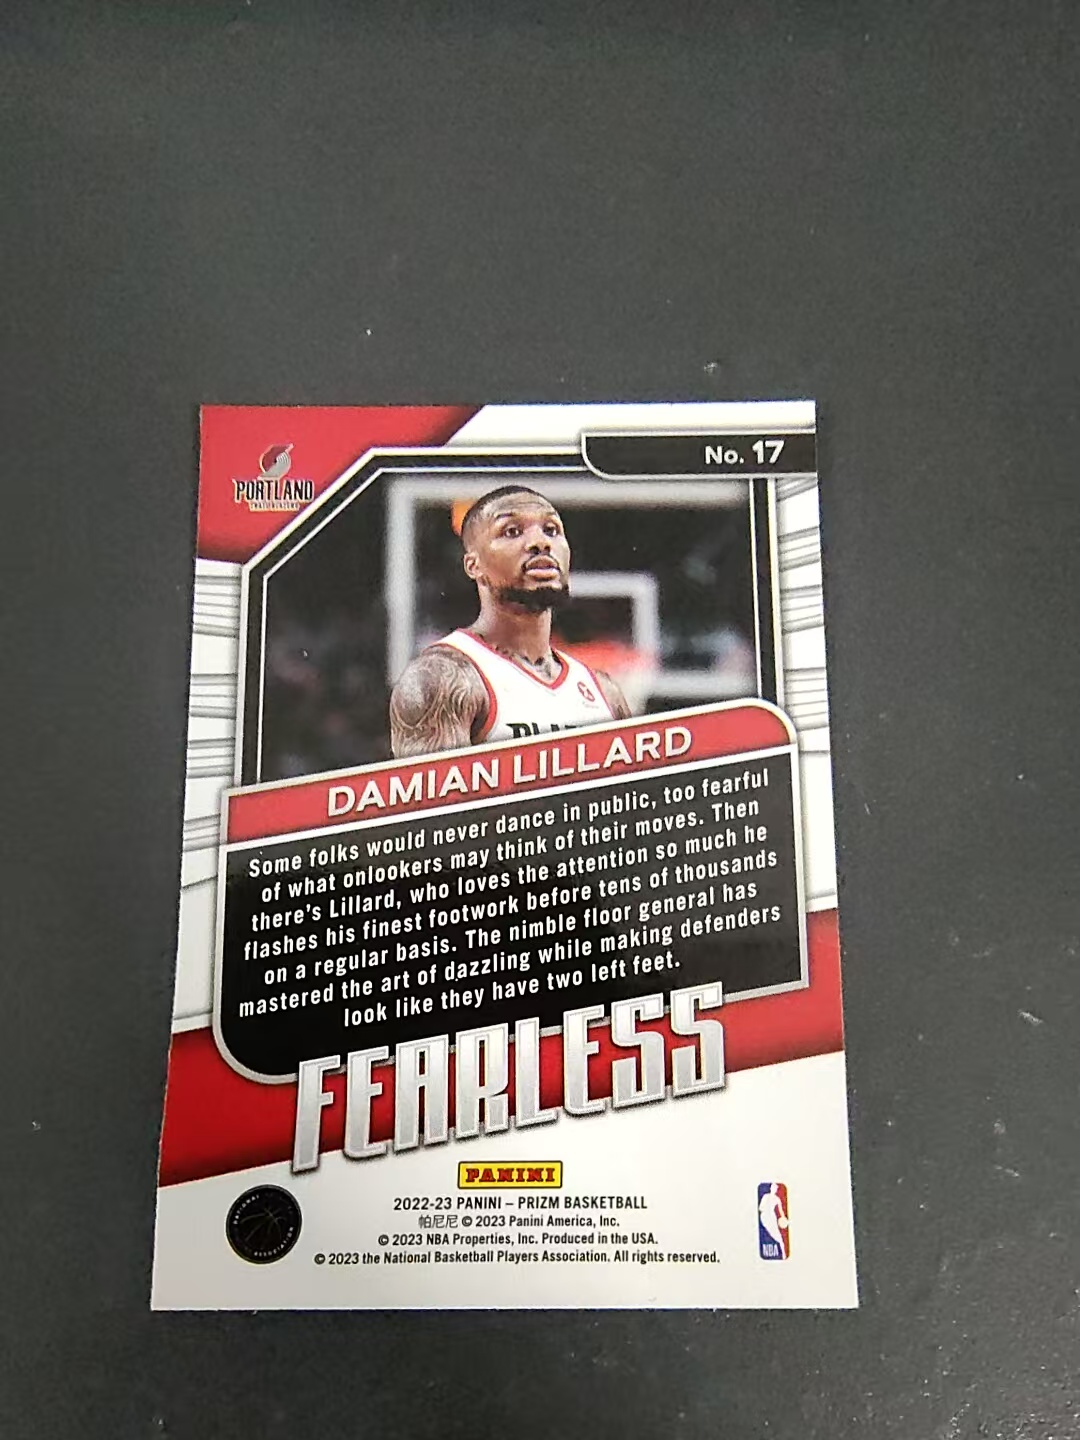 No. 17
PORTLAND
TRAIL BLAZERS
DAMIAN LILLARD
Some folks would never dance in public, too fearful
of what onlookers may think of their moves. Then
there's Lillard, who loves the attention so much he
flashes his finest footwork before tens of thousands
on a regular basis. The nimble floor general has
mastered the art of dazzling while making defenders
look like they have two left feet.
FEARLESS
PANINI
2022-23 PANINI – PRIZM BASKETBALL
帕尼尼 © 2023 Panini America, Inc.
© 2023 NBA Properties, Inc. Produced in the USA.
© 2023 the National Basketball Players Association. All rights reserved.
NATIONAL
ASSOCIATION
NBA